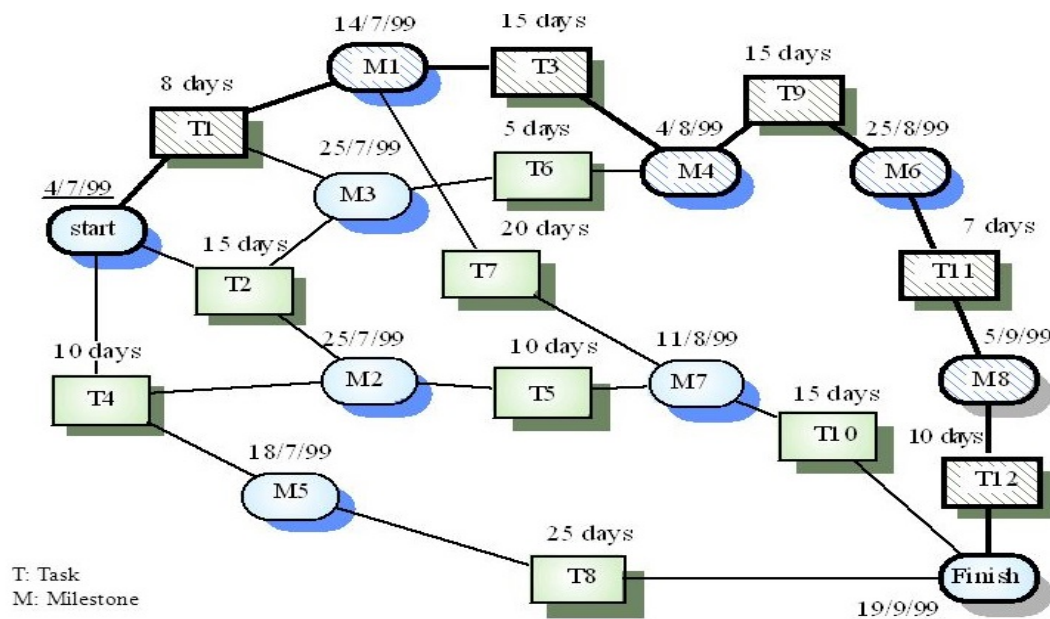 14/7/99
15 days
15 days
M1
T3
T9
8 days
T1
5 days
4/8/99
25/8/99
25/7/99
T6
M4
M6
4/7/99
M3
start
15 days
20 days
7 days
T2
T7
T11
10 days
25/7/99
10 days
11/8/99
5/9/99
T4
M2
T5
M7
M8
15 days
18/7/99
T10
10 days
M5
T12
25 days
T8
Finish
T: Task
M: Milestone
19/9/99